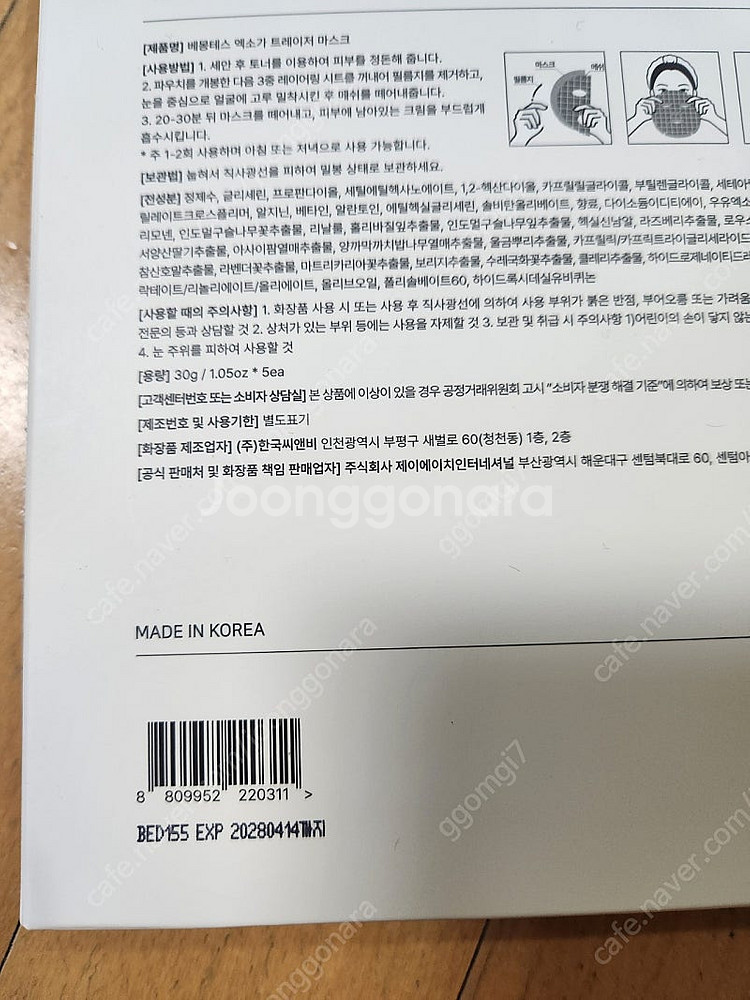 [제품명] 베몽테스 엑소가 트레이저 마스크
[사용방법] 1. 세안 후 토너를 이용하여 피부를 정돈해 줍니다.
2. 파우치를 개봉한 다음 3중 레이어링 시트를 꺼내어 필름지를 제거하고,
눈을 중심으로 얼굴에 고루 밀착시킨 후 매쉬를 떼어내줍니다.
3. 20-30분 뒤 마스크를 떼어내고, 피부에 남아있는 크림을 부드럽게
흡수시킵니다.
* 주 1-2회 사용하며 아침 또는 저녁으로 사용 가능합니다.
필름지 마스크 매쉬
[보관법] 눕혀서 직사광선을 피하여 밀봉 상태로 보관하세요.
[전성분] 정제수, 글리세린, 프로판다이올, 세틸에틸헥사노에이트, 1,2-헥산다이올, 카프릴릴글라이콜, 부틸렌글라이콜, 세테아
릴레이트크로스폴리머, 알지닌, 베타인, 알란토인, 에틸헥실글리세린, 솔비탄올리베이트, 향료, 다이소듐이디티에이, 우유엑소
리모넨, 인도멀구슬나무꽃추출물, 리날룰, 홀리바질잎추출물, 인도멀구슬나무잎추출물, 헥실신남알, 라즈베리추출물, 로우스
서양산딸기추출물, 아사이팜열매추출물, 양까막까치밥나무열매추출물, 울금뿌리추출물, 카프릴릭/카프릭트라이글리세라이드
참산호말추출물, 라벤더꽃추출물, 마트리카리아꽃추출물, 보리지추출물, 수레국화꽃추출물, 클레리추출물, 하이드로제네이티드레
락테이트/리놀리에이트/올리에이트, 올리브오일, 폴리솔베이트60, 하이드록시데실유비퀴논
[사용할 때의 주의사항] 1. 화장품 사용 시 또는 사용 후 직사광선에 의하여 사용 부위가 붉은 반점, 부어오름 또는 가려움
전문의 등과 상담할 것 2. 상처가 있는 부위 등에는 사용을 자제할 것 3. 보관 및 취급 시 주의사항 1)어린이의 손이 닿지 않는
4. 눈 주위를 피하여 사용할 것
[용량] 30g / 1.05oz * 5ea
[고객센터번호 또는 소비자 상담실] 본 상품에 이상이 있을 경우 공정거래위원회 고시 "소비자 분쟁 해결 기준"에 의하여 보상 또는
[제조번호 및 사용기한] 별도표기
[화장품 제조업자] (주)한국씨앤비 인천광역시 부평구 새벌로 60(청천동) 1층, 2층
[공식 판매처 및 화장품 책임 판매업자] 주식회사 제이에이치인터네셔널 부산광역시 해운대구 센텀북대로 60, 센텀아
Joonggonara
MADE IN KOREA
8 809952 220311 >
BED155 EXP 20280414까지
ggomgi7
cafe.naver.com